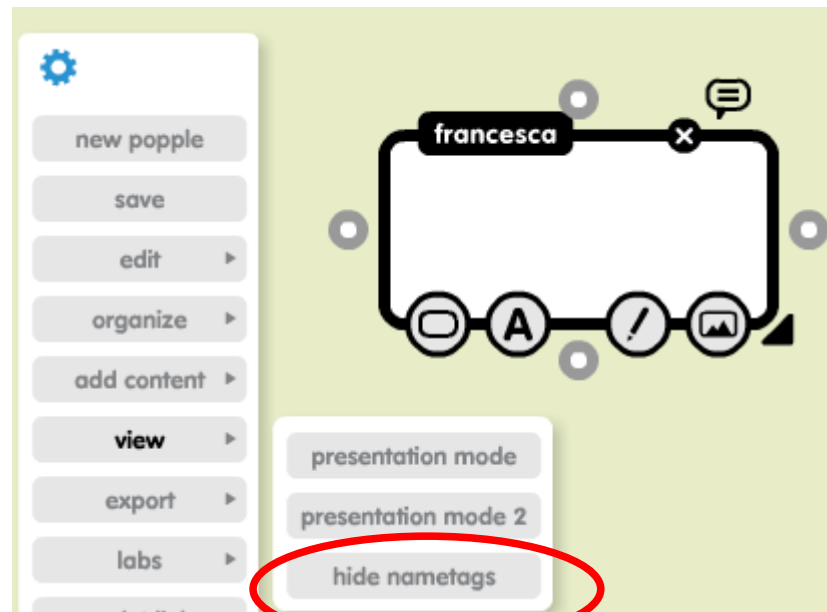 new popple
save
edit
organize
add content
view
export
labs
francesca
A
presentation mode
presentation mode 2
hide nametags